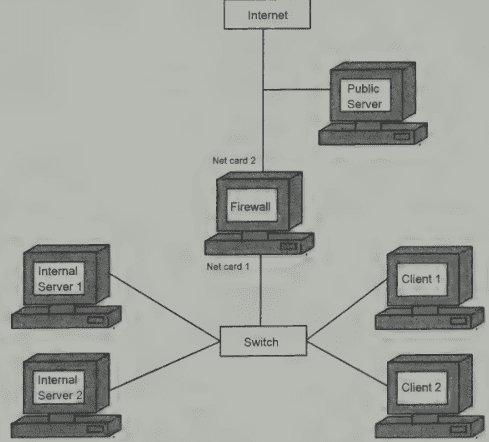 Internet
Public
Server
Net card 2
Firewall
Net card 1
Internal
Server 1
Client 1
Switch
Internal
Server 2
Client 2